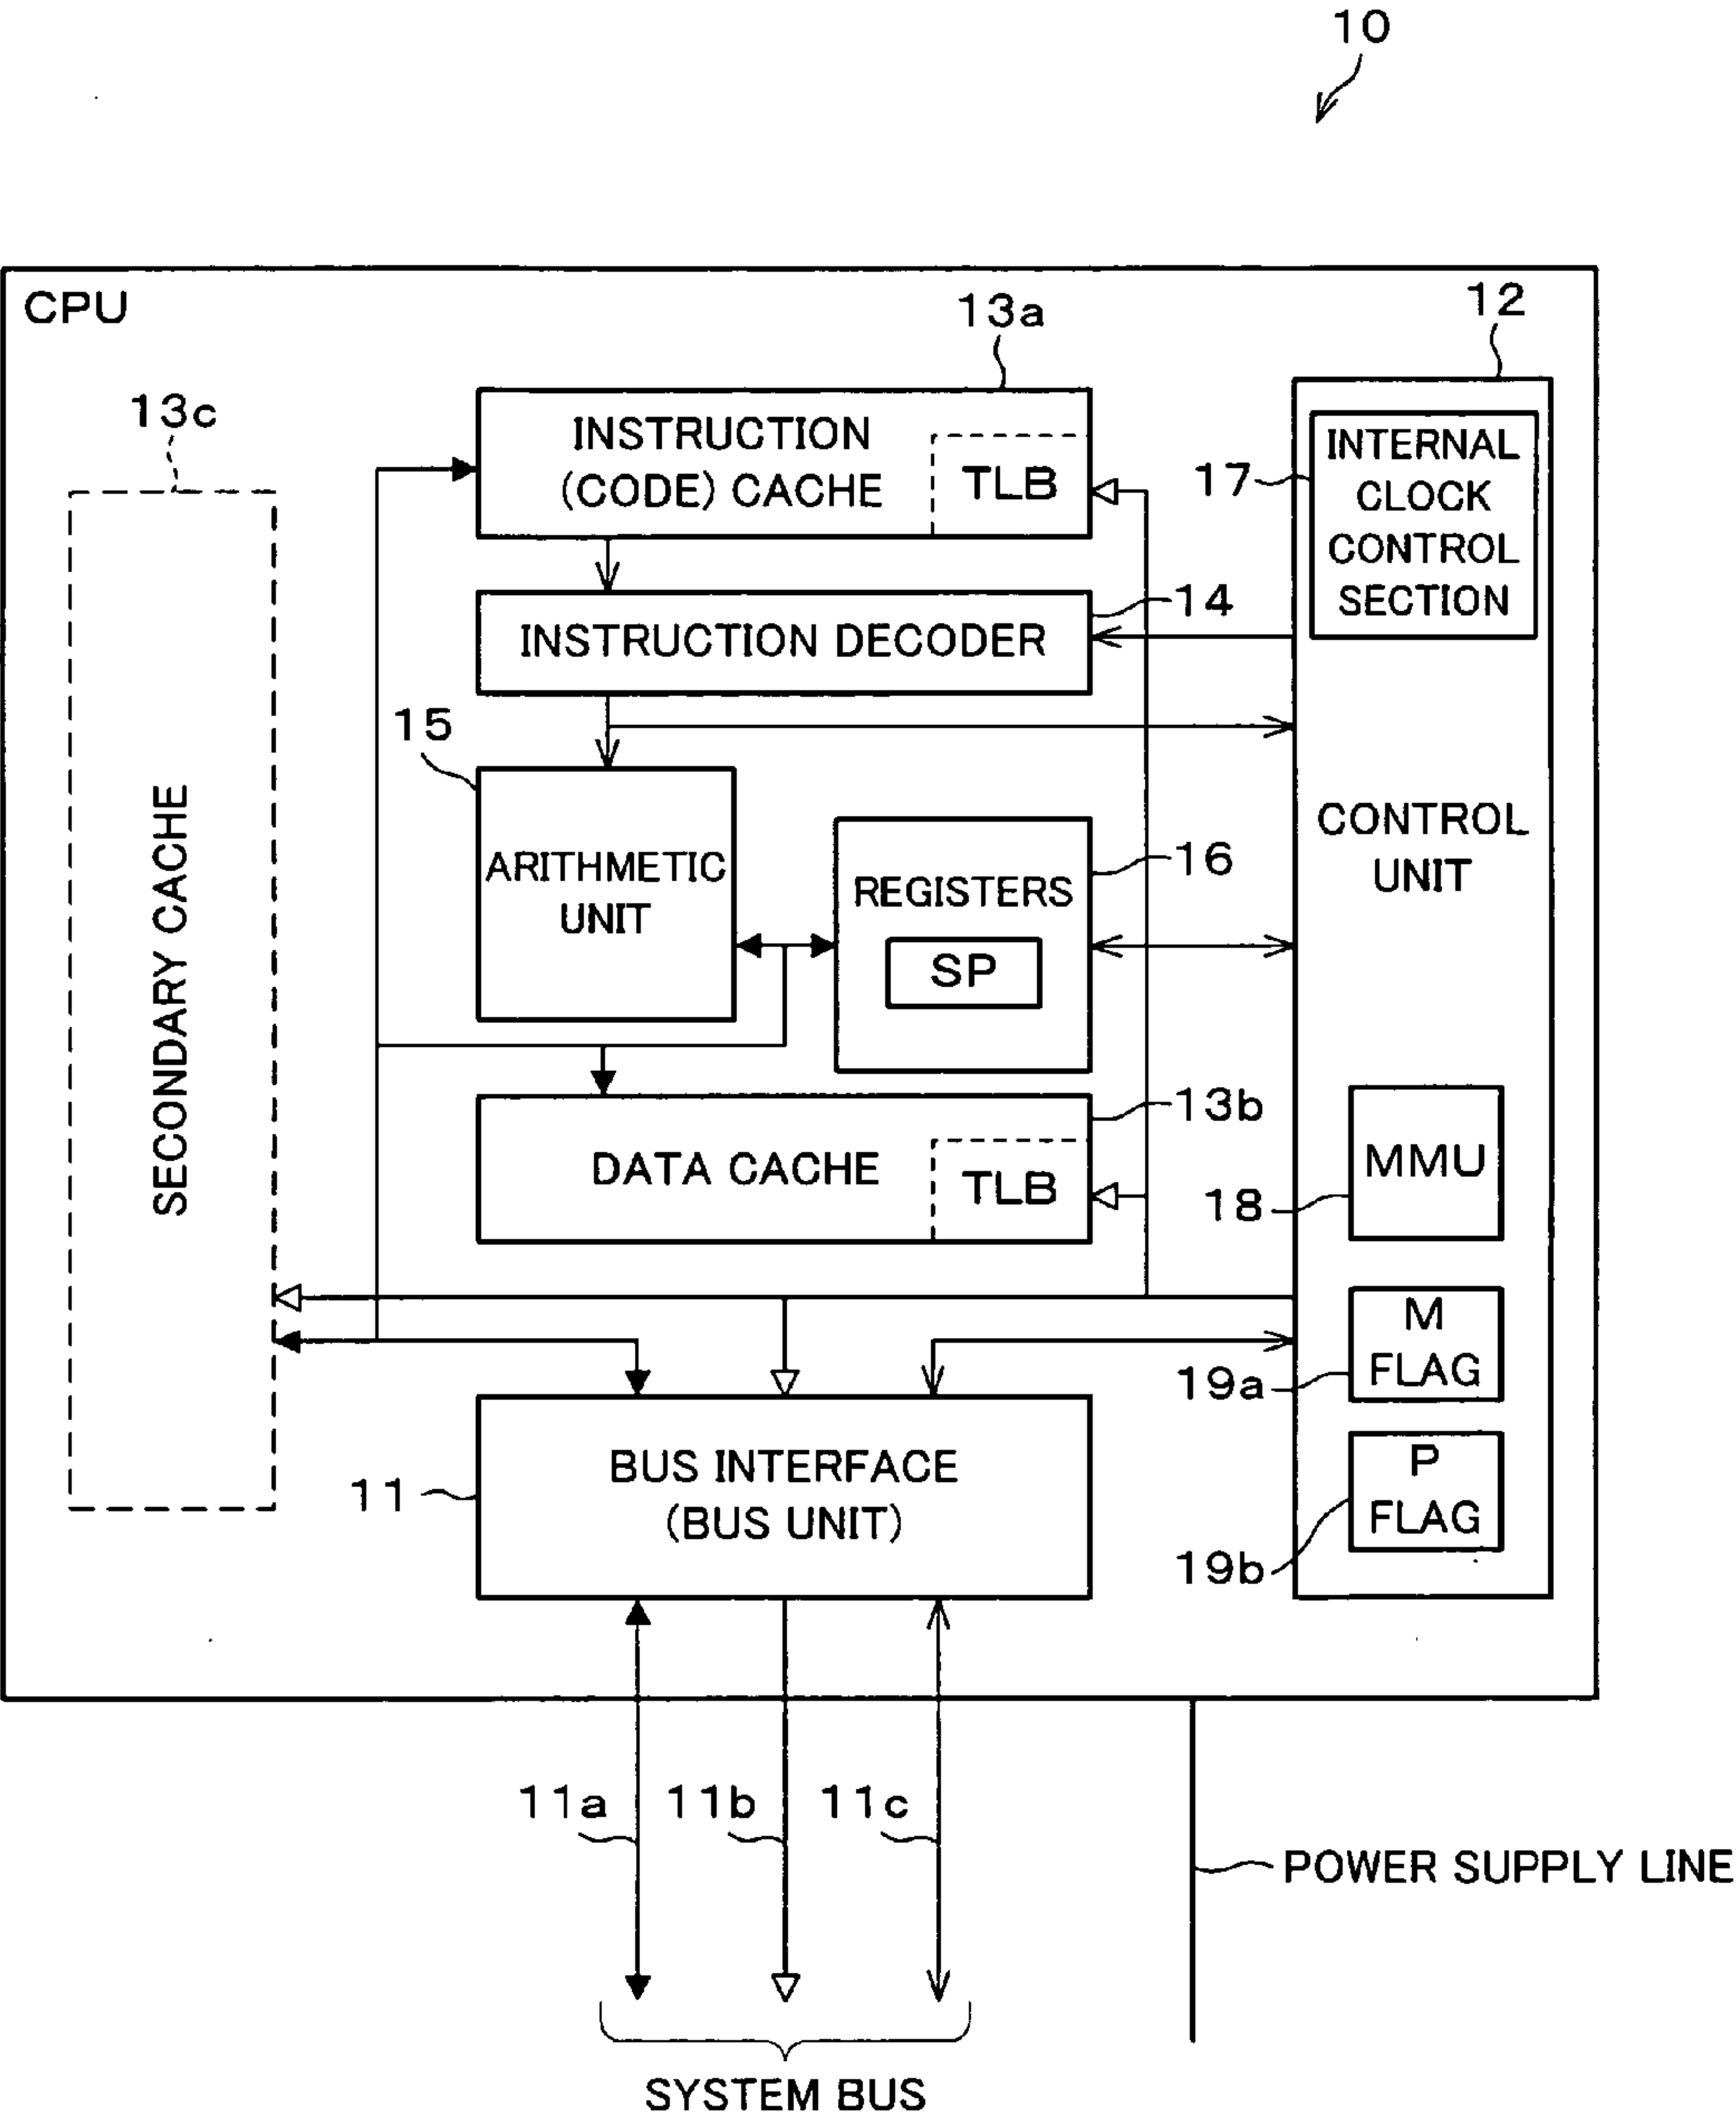 10
CPU
13a
12
13c
INSTRUCTION
(CODE) CACHE
TLB
17
INTERNAL
CLOCK
CONTROL
SECTION
14
INSTRUCTION DECODER
15
ARITHMETIC
UNIT
16
REGISTERS
SP
CONTROL
UNIT
SECONDARY CACHE
13b
DATA CACHE
TLB
MMU
18
M
FLAG
19a
P
FLAG
19b
BUS INTERFACE
(BUS UNIT)
11
11a
11b
11c
POWER SUPPLY LINE
SYSTEM BUS